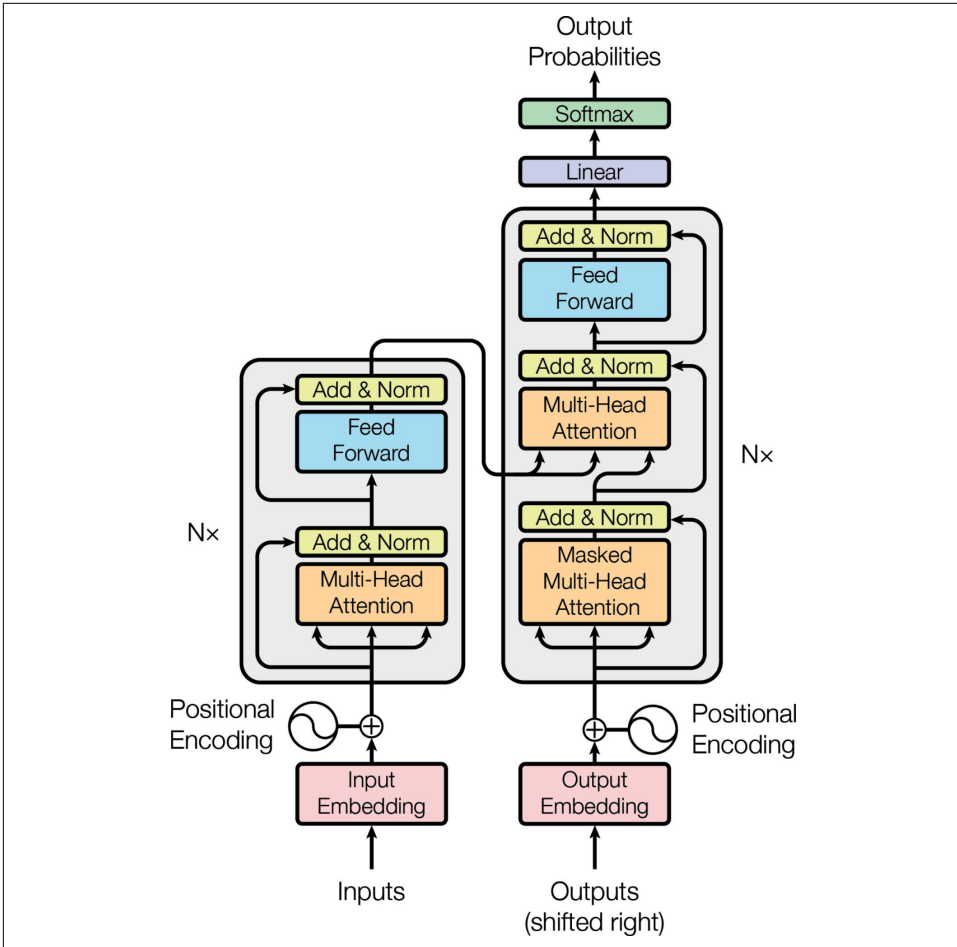 Output
Probabilities
Softmax
Linear
Add & Norm
Feed
Forward
Add & Norm
Multi-Head
Attention
Add & Norm
Masked
Multi-Head
Attention
N×
Add & Norm
Feed
Forward
N×
Add & Norm
Multi-Head
Attention
Positional
Encoding
Positional
Encoding
Input
Embedding
Output
Embedding
Inputs
Outputs
(shifted right)